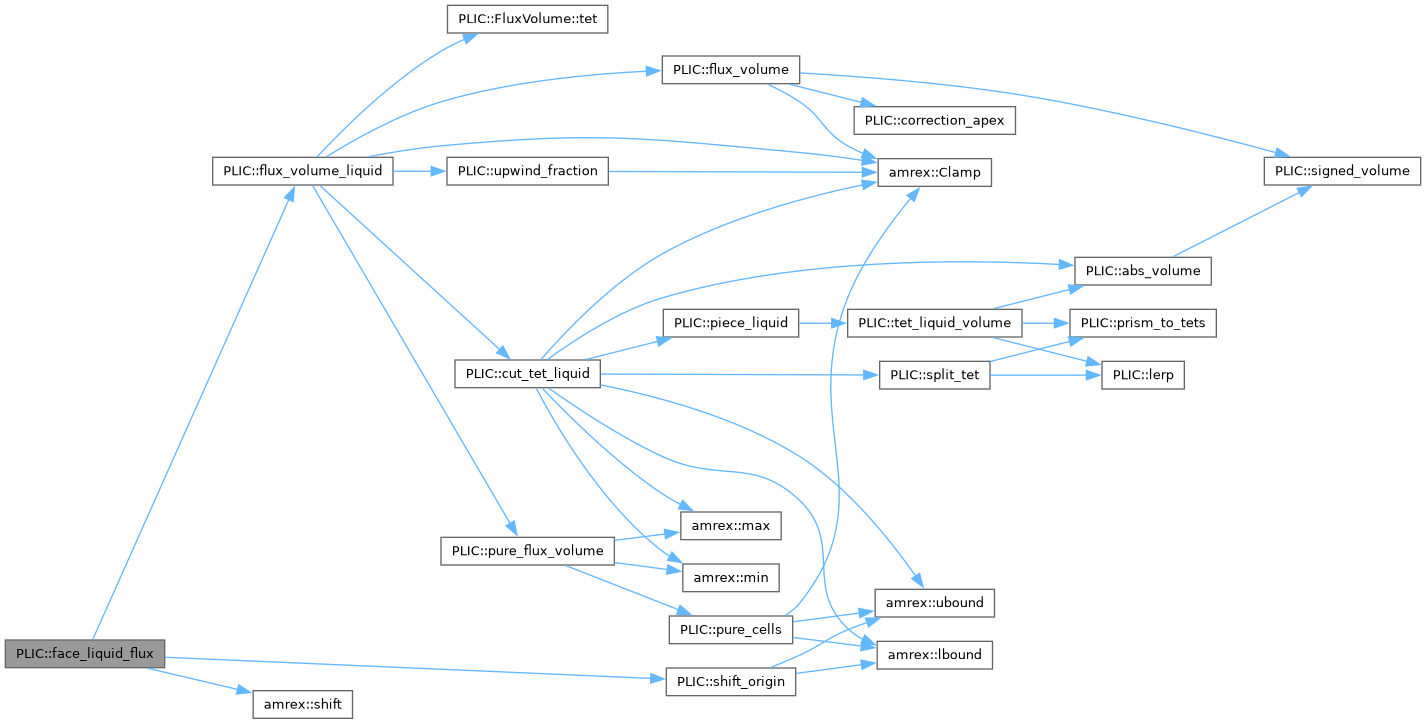 PLIC::FluxVolume::tet
PLIC::flux_volume
PLIC::correction_apex
PLIC::flux_volume_liquid
PLIC::upwind_fraction
amrex::Clamp
PLIC::signed_volume
PLIC::abs_volume
PLIC::piece_liquid
PLIC::tet_liquid_volume
PLIC::prism_to_tets
PLIC::cut_tet_liquid
PLIC::split_tet
PLIC::lerp
amrex::max
PLIC::pure_flux_volume
amrex::min
amrex::ubound
PLIC::pure_cells
PLIC::face_liquid_flux
amrex::lbound
PLIC::shift_origin
amrex::shift